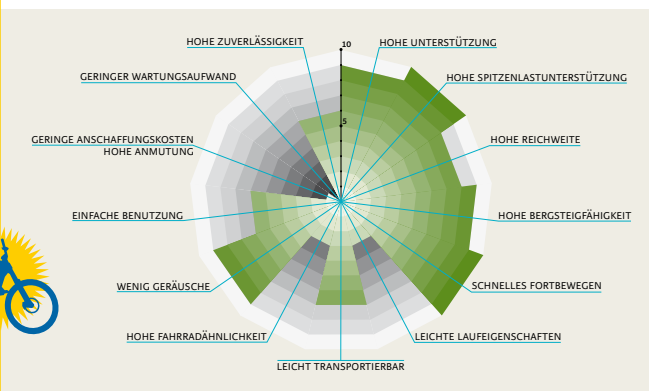 HOHE ZUVERLÄSSIGKEIT
10
HOHE UNTERSTÜTZUNG
GERINGER WARTUNGSAUFWAND
HOHE SPITZENLASTUNTERSTÜTZUNG
5
GERINGE ANSCHAFFUNGSKOSTEN
HOHE ANMUTUNG
HOHE REICHWEITE
EINFACHE BENUTZUNG
HOHE BERGSTEIGFÄHIGKEIT
WENIG GERÄUSCHE
SCHNELLES FORTBEWEGEN
HOHE FAHRRADÄHNLICHKEIT
LEICHTE LAUFEIGENSCHAFTEN
LEICHT TRANSPORTIERBAR